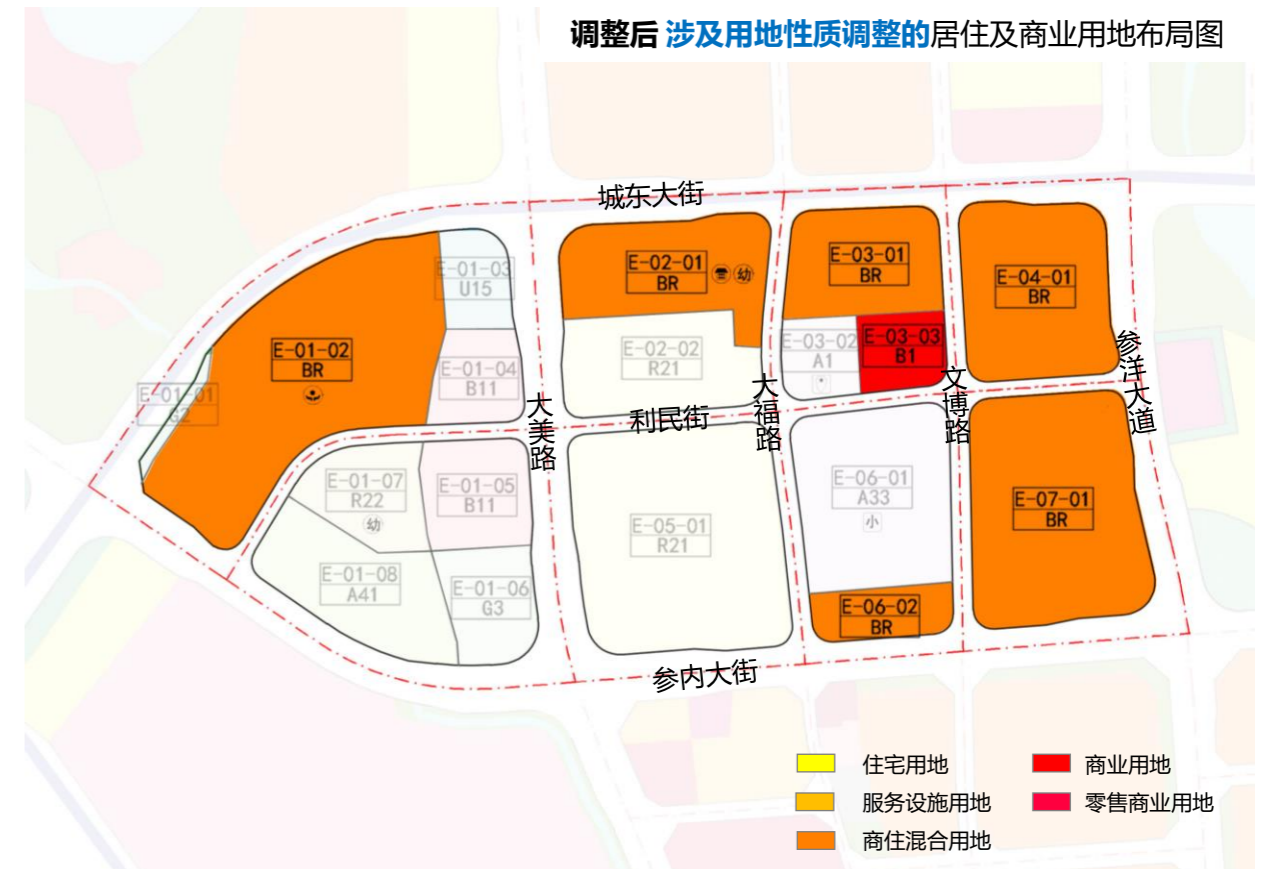 调整后 涉及用地性质调整的居住及商业用地布局图
城东大街
E-01-03
U15
E-02-01
BR
幼
E-03-01
BR
E-04-01
BR
E-01-02
BR
E-01-04
B11
E-02-02
R21
E-03-02
A1
E-03-03
B1
参洋大道
E-01-01
G2
大美路
利民街
大福路
文博路
E-01-07
R22
幼
E-01-05
B11
E-05-01
R21
E-06-01
A33
小
E-07-01
BR
E-01-08
A41
E-01-06
G3
E-06-02
BR
参内大街
住宅用地
商业用地
服务设施用地
零售商业用地
商住混合用地